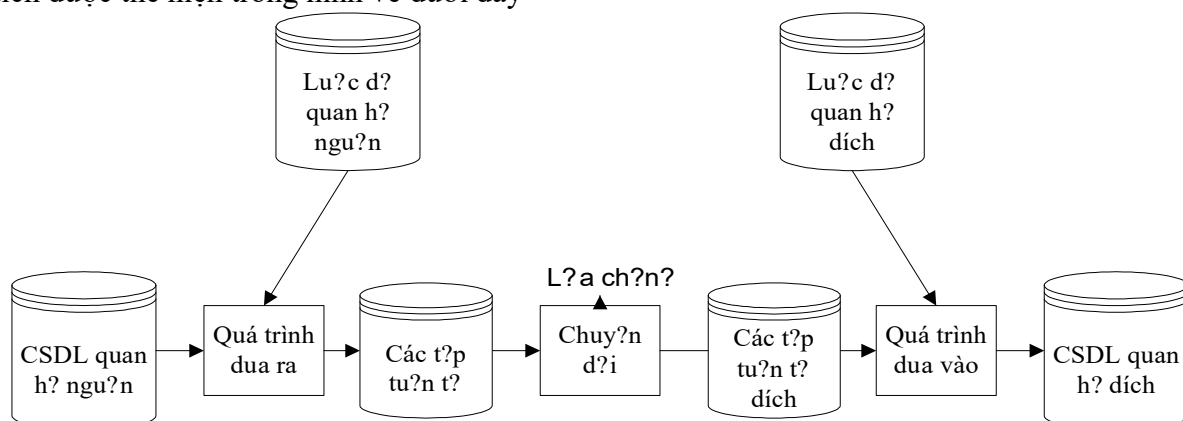 được thể hiện trong hình vẽ dưới đây
Lu?c d?
quan h?
ngu?n
Lu?c d?
quan h?
dích
L?a ch?n?
CSDL quan
h? ngu?n
Quá trình
dua ra
Các t?p
tu?n t?
Chuy?n
d?i
Các t?p
tu?n t?
dích
Quá trình
dua vào
CSDL quan
h? dích